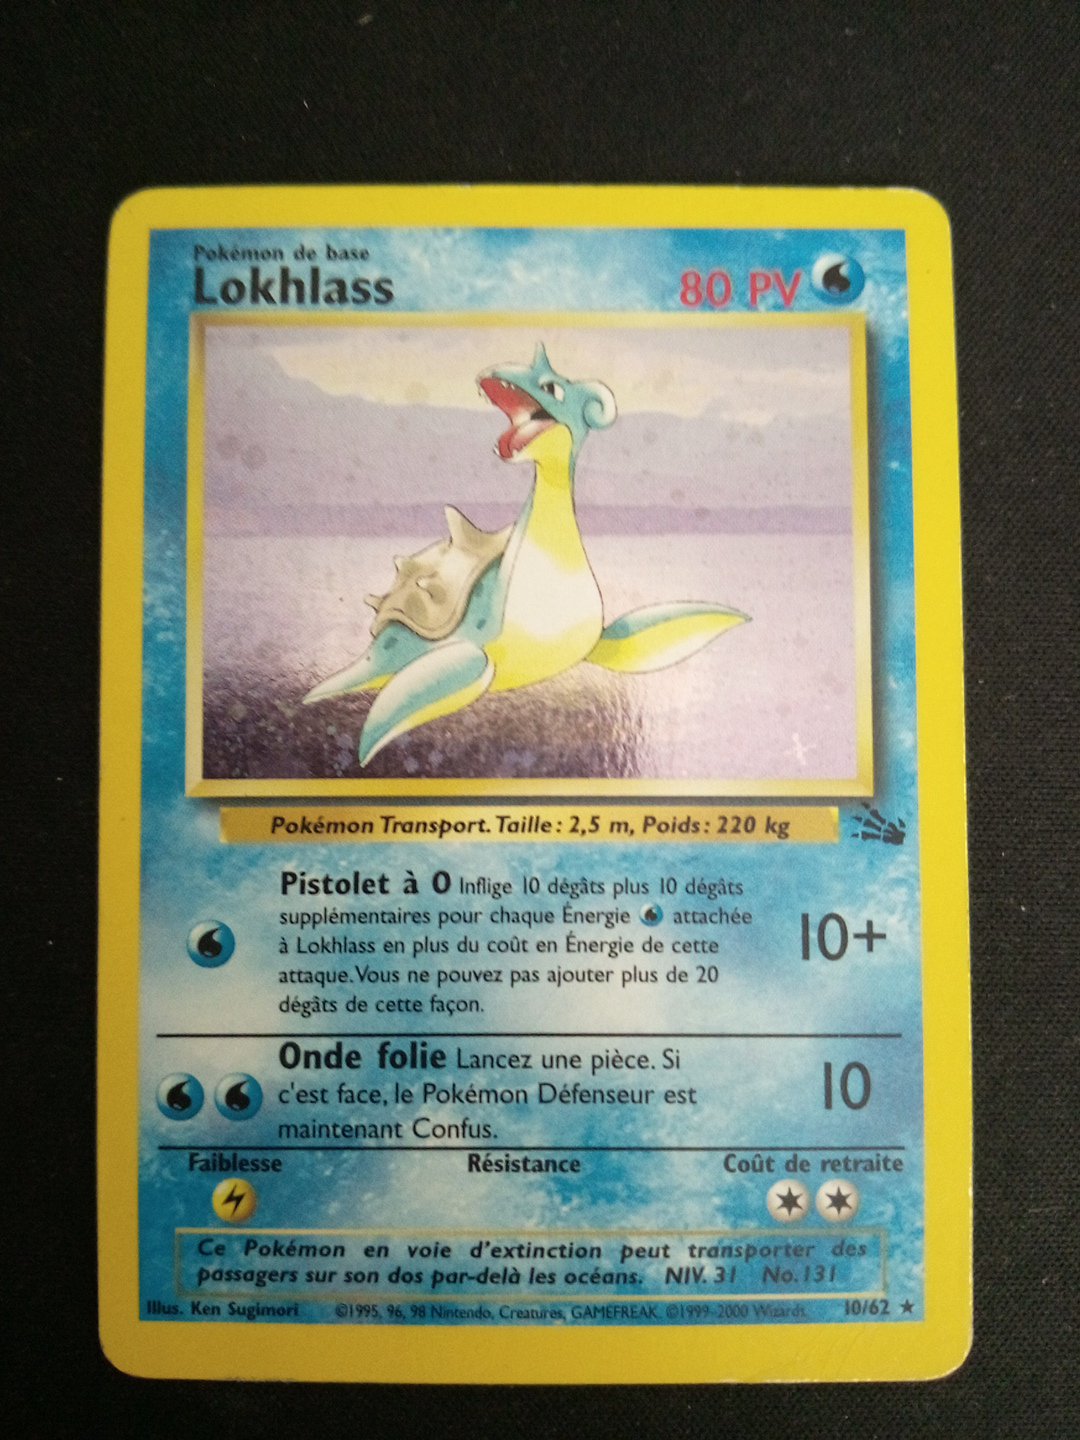 Pokémon de base
Lokhlass
80 PV
Pokémon Transport. Taille : 2,5 m, Poids : 220 kg
Pistolet à O Inflige 10 dégâts plus 10 dégâts
supplémentaires pour chaque Énergie attachée
à Lokhlass en plus du coût en Énergie de cette
attaque. Vous ne pouvez pas ajouter plus de 20
dégâts de cette façon.
10+
Onde folie Lancez une pièce. Si
c'est face, le Pokémon Défenseur est
maintenant Confus.
10
Faiblesse Résistance Coût de retraite
Ce Pokémon en voie d'extinction peut transporter des
passagers sur son dos par-delà les océans. NIV. 31 No. 131
Illus. Ken Sugimori ©1995, 96, 98 Nintendo, Creatures, GAMEFREAK. ©1999-2000 Wizards. 10/62 ★